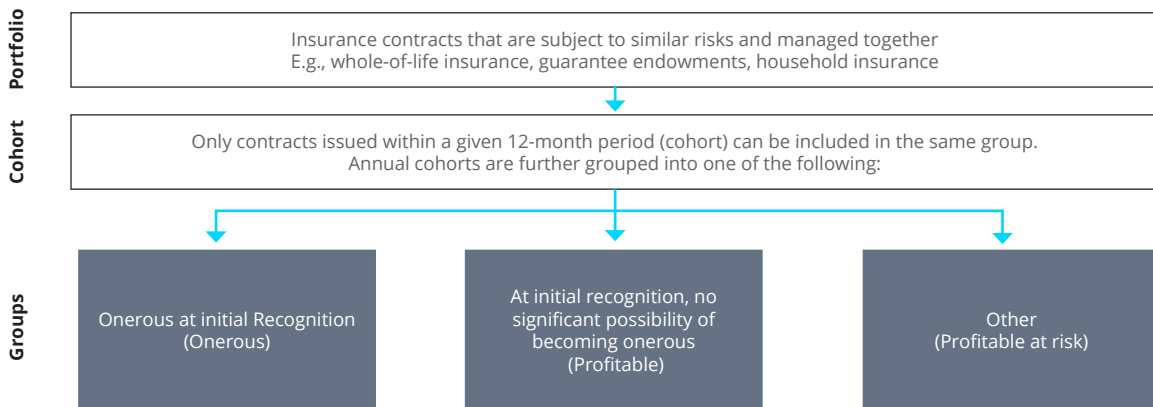 Portfolio
Insurance contracts that are subject to similar risks and managed together
E.g., whole-of-life insurance, guarantee endowments, household insurance
Cohort
Only contracts issued within a given 12-month period (cohort) can be included in the same group.
Annual cohorts are further grouped into one of the following:
Groups
Onerous at initial Recognition
(Onerous)
At initial recognition, no
significant possibility of
becoming onerous
(Profitable)
Other
(Profitable at risk)